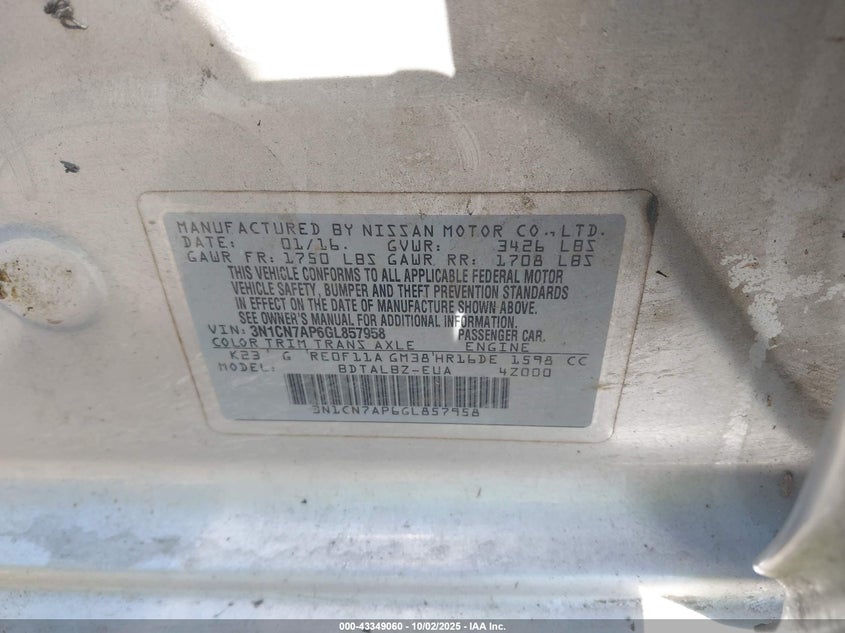 MANUFACTURED BY NISSAN MOTOR CO., LTD.
DATE: 01/16. GVWR: 3426 LBS
GAWR FR: 1750 LBS GAWR RR: 1708 LBS
THIS VEHICLE CONFORMS TO ALL APPLICABLE FEDERAL MOTOR
VEHICLE SAFETY, BUMPER AND THEFT PREVENTION STANDARDS
IN EFFECT ON THE DATE OF MANUFACTURE SHOWN ABOVE.
SEE OWNER'S MANUAL FOR ADDITIONAL INFORMATION.
VIN: 3N1CN7AP6GL857958 PASSENGER CAR.
COLOR TRIM TRANS AXLE ENGINE
K23 G RE0F11A GM38 HR16DE 1598 CC
MODEL: BDTALBZ-EUA 4Z000
3N1CN7AP6GL857958
000-43349060 - 10/02/2025 - IAA Inc.